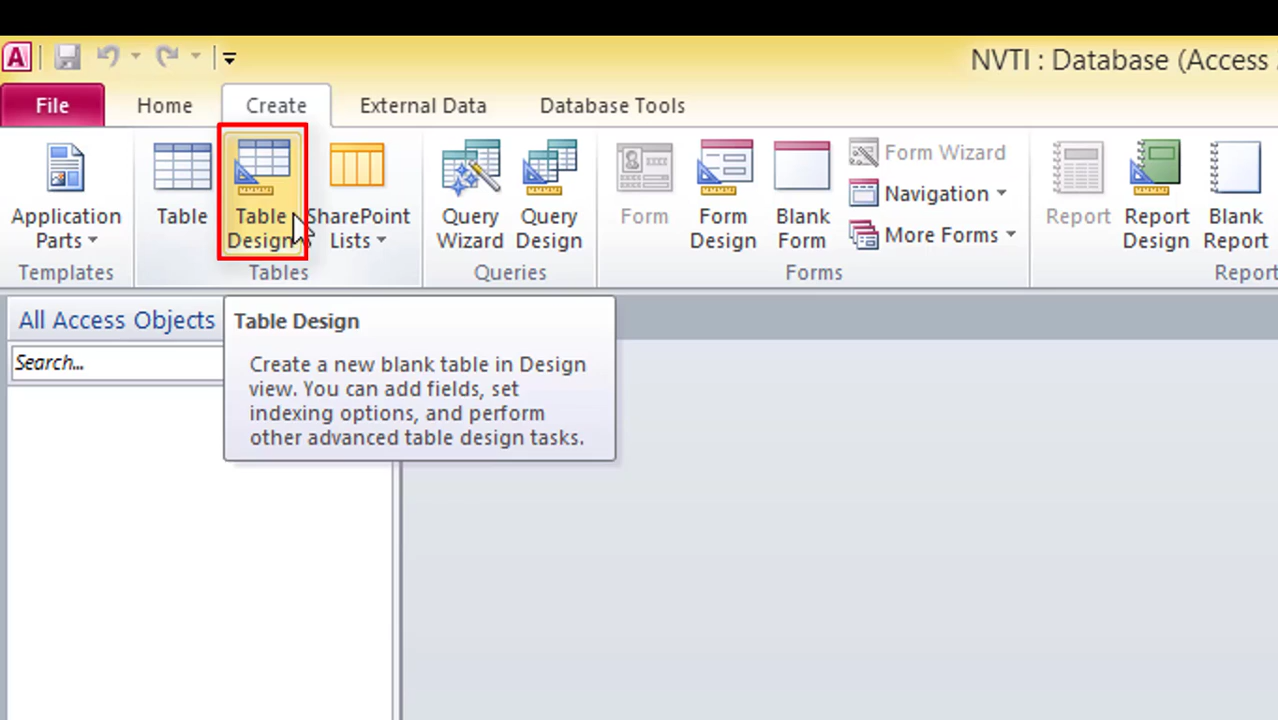 NVTI : Database (Access
File Home Create External Data Database Tools
Application Parts
Table
Table Design
SharePoint Lists
Templates
Tables
Query Wizard
Query Design
Queries
Form
Form Design
Blank Form
Form Wizard
Navigation
More Forms
Forms
Report
Report Design
Blank Report
Report
All Access Objects
Search...
Table Design
Create a new blank table in Design
view. You can add fields, set
indexing options, and perform
other advanced table design tasks.